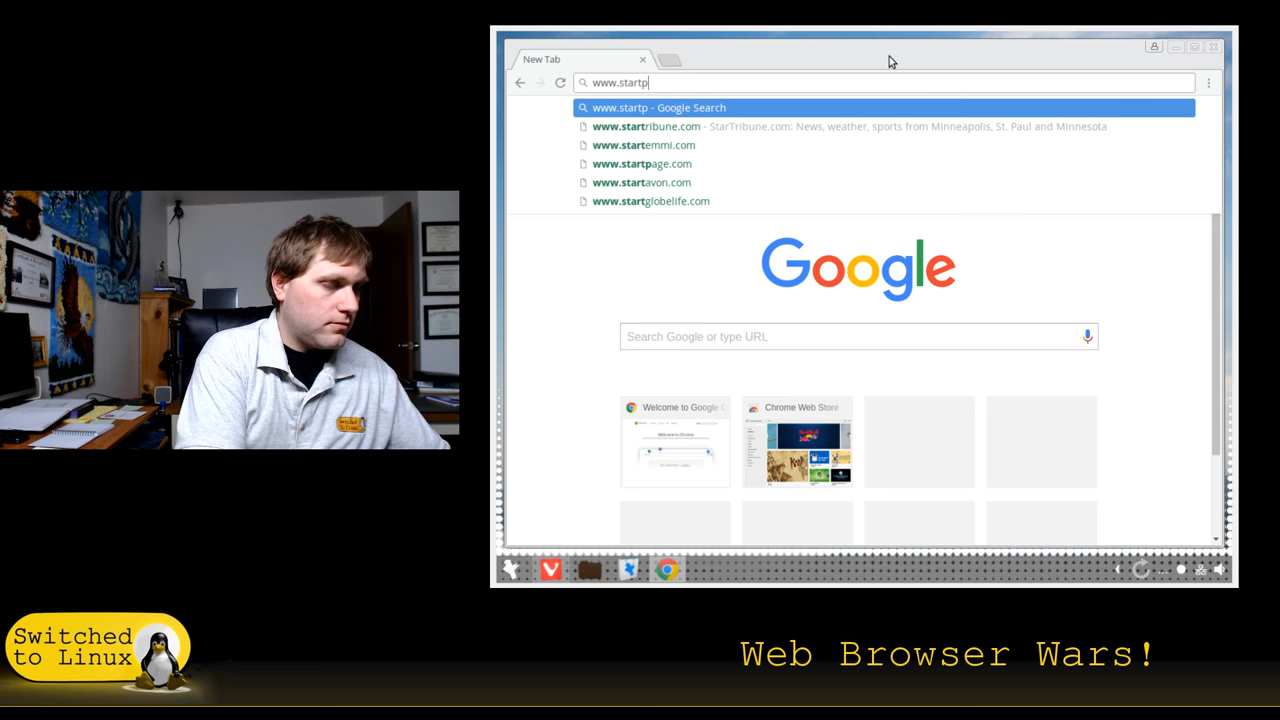 New Tab
www.startp
www.startp - Google Search
www.startribune.com - StarTribune.com: News, weather, sports from Minneapolis, St. Paul and Minnesota
www.startemmi.com
www.startpage.com
www.startavon.com
www.startglobelife.com
Google
Search Google or type URL
Welcome to Google C
Chrome Web Store
Switched
to Linux
Web Browser Wars!